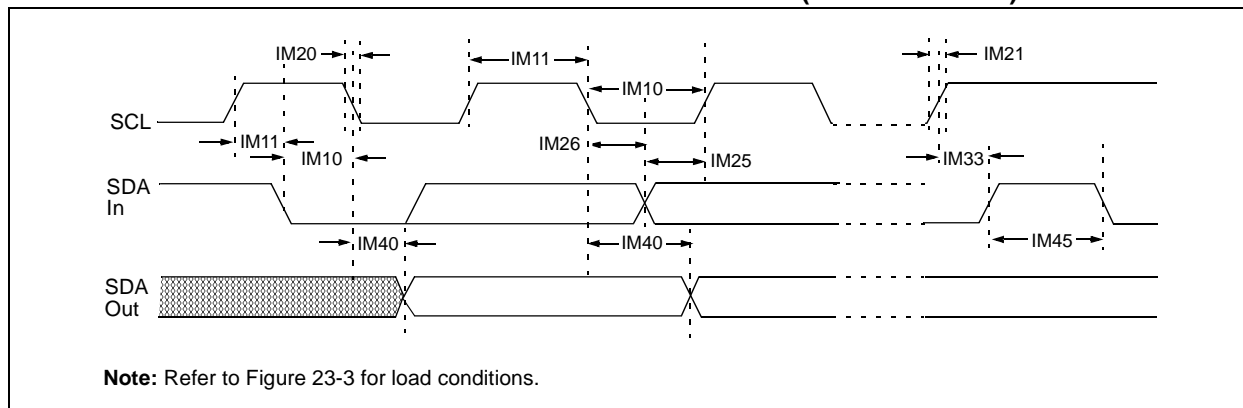 IM20
IM11
IM21
IM10
SCL
IM11
IM26
IM10
IM25
IM33
SDA
In
IM40
IM40
IM45
SDA
Out
Note: Refer to Figure 23-3 for load conditions.